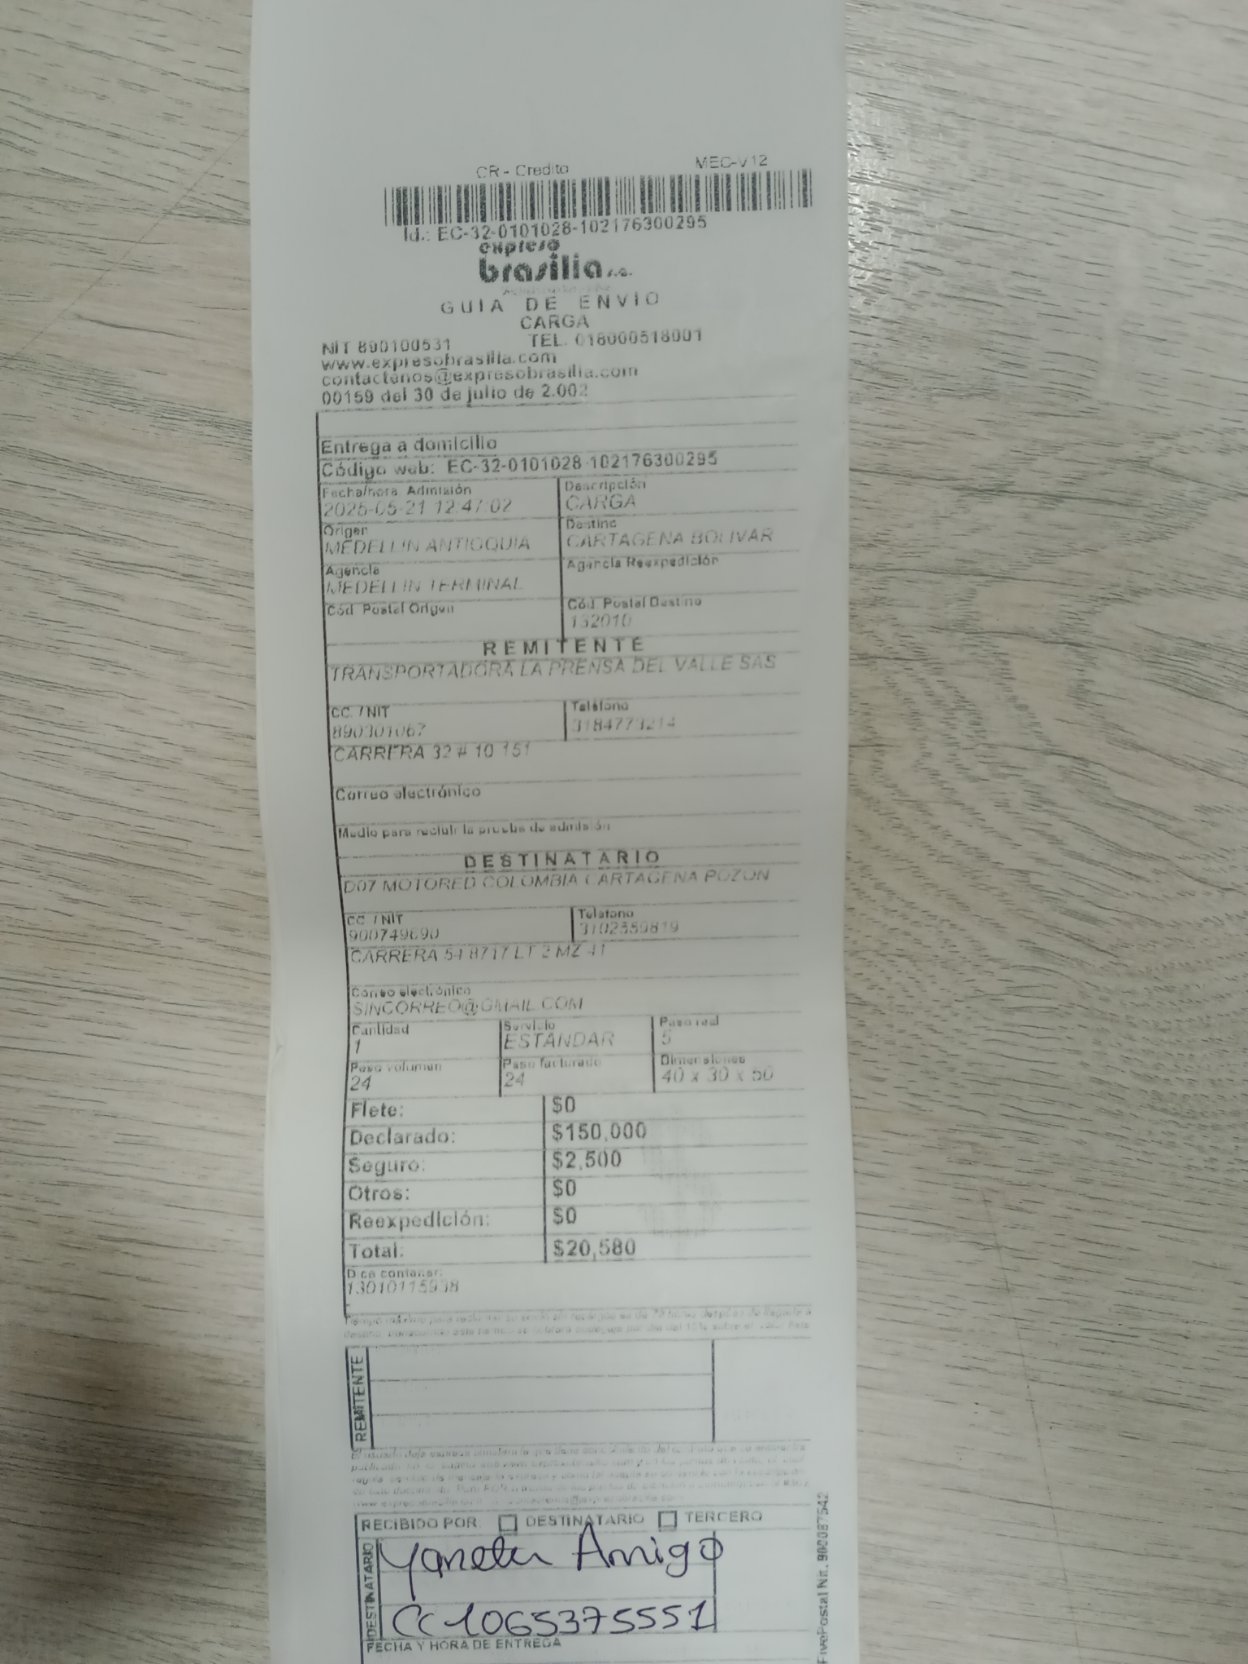 CR - Credito MEC-V12
Id.: EC-32-0101028-102176300295
expreso
brasilia s.a.
GUIA DE ENVIO
CARGA
NIT 890100531 TEL. 018000518001
www.expresobrasilia.com
contactenos@expresobrasilia.com
00159 del 30 de julio de 2.002
Entrega a domicilio
Código web: EC-32-0101028-102176300295
Fecha/hora Admisión Descripción
2025-05-21 12:47:02 CARGA
Origen Destino
MEDELLIN ANTIOQUIA CARTAGENA BOLIVAR
Agencia Agencia Reexpedición
MEDELLIN TERMINAL
Cód. Postal Origen Cód. Postal Destino
132010
REMITENTE
TRANSPORTADORA LA PRENSA DEL VALLE SAS
CC. / NIT Teléfono
890301067 3184773214
CARRERA 32 # 10 151
Correo electrónico
Medio para recibir la prueba de admisión
DESTINATARIO
D07 MOTORED COLOMBIA CARTAGENA POZON
CC. / NIT Teléfono
900749690 3102350819
CARRERA 54 8717 LT 2 MZ 41
Correo electrónico
SINCORREO@GMAIL.COM
Cantidad Servicio Peso real
1 ESTANDAR 5
Peso volumen Peso facturado Dimensiones
24 24 40 x 30 x 50
Flete: $0
Declarado: $150,000
Seguro: $2,500
Otros: $0
Reexpedición: $0
Total: $20,580
Dice contener:
13010115938
REMITENTE
RECIBIDO POR DESTINATARIO TERCERO
DESTINATARIO
Amigo
CC 1065375551
FECHA Y HORA DE ENTREGA
FivePostal Nit. 900087542